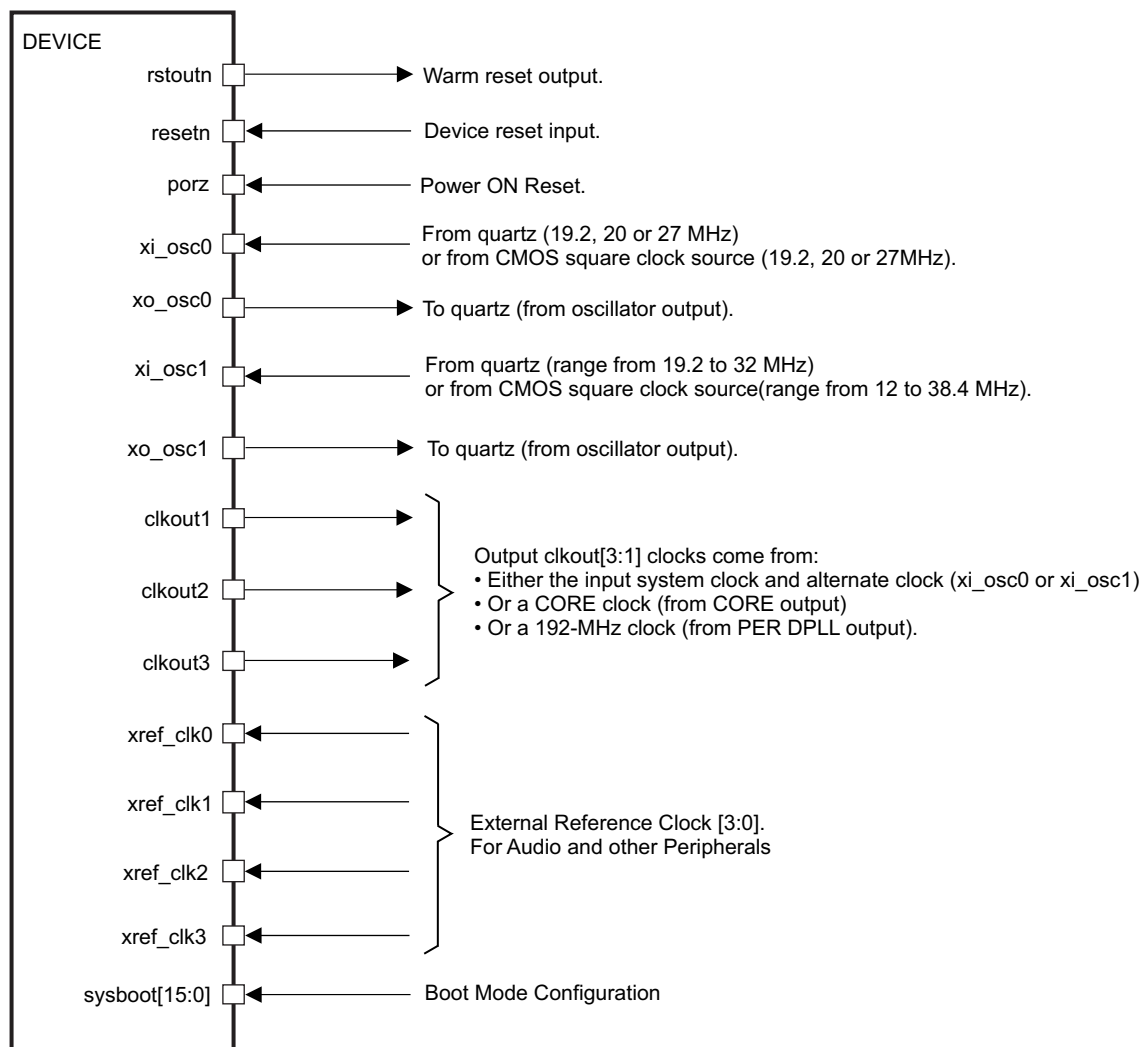 DEVICE
rstoutn
Warm reset output.
resetn
Device reset input.
porz
Power ON Reset.
xi_osc0
From quartz (19.2, 20 or 27 MHz)
or from CMOS square clock source (19.2, 20 or 27MHz).
xo_osc0
To quartz (from oscillator output).
xi_osc1
From quartz (range from 19.2 to 32 MHz)
or from CMOS square clock source(range from 12 to 38.4 MHz).
xo_osc1
To quartz (from oscillator output).
clkout1
clkout2
clkout3
Output clkout[3:1] clocks come from:
• Either the input system clock and alternate clock (xi_osc0 or xi_osc1)
• Or a CORE clock (from CORE output)
• Or a 192-MHz clock (from PER DPLL output).
xref_clk0
xref_clk1
xref_clk2
xref_clk3
External Reference Clock [3:0].
For Audio and other Peripherals
sysboot[15:0]
Boot Mode Configuration